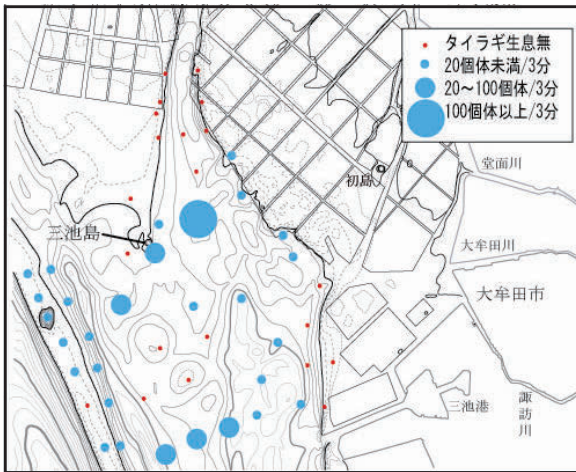 タイラギ生息無
20個体未満/3分
20～100個体/3分
100個体以上/3分
堂面川
初島
三池島
大牟田川
大牟田市
三池港
諏訪川